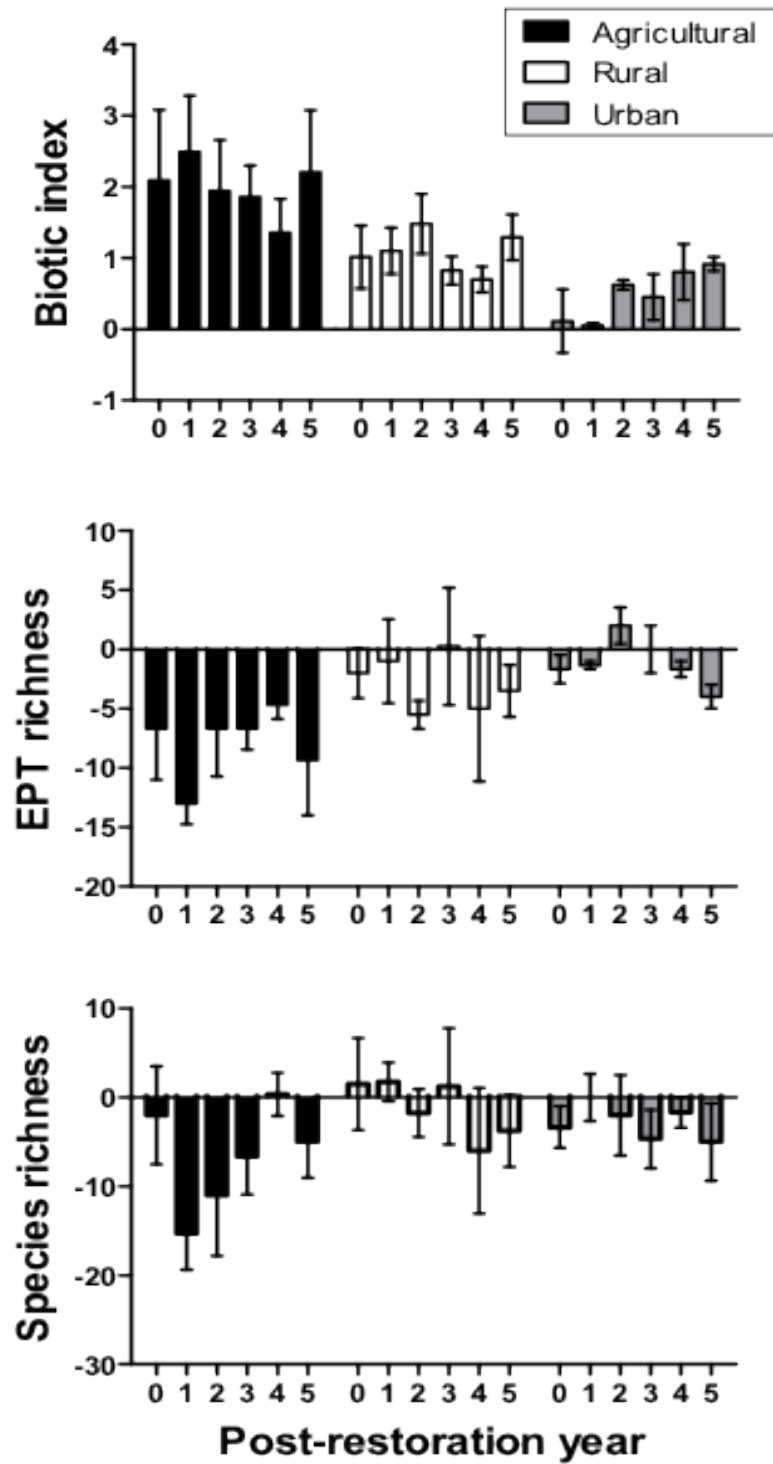 Agricultural
Rural
Urban
Biotic index
4
3
2
1
0
-1
0 1 2 3 4 5 0 1 2 3 4 5 0 1 2 3 4 5
EPT richness
10
5
0
-5
-10
-15
-20
0 1 2 3 4 5 0 1 2 3 4 5 0 1 2 3 4 5
Species richness
10
0
-10
-20
-30
0 1 2 3 4 5 0 1 2 3 4 5 0 1 2 3 4 5
Post-restoration year